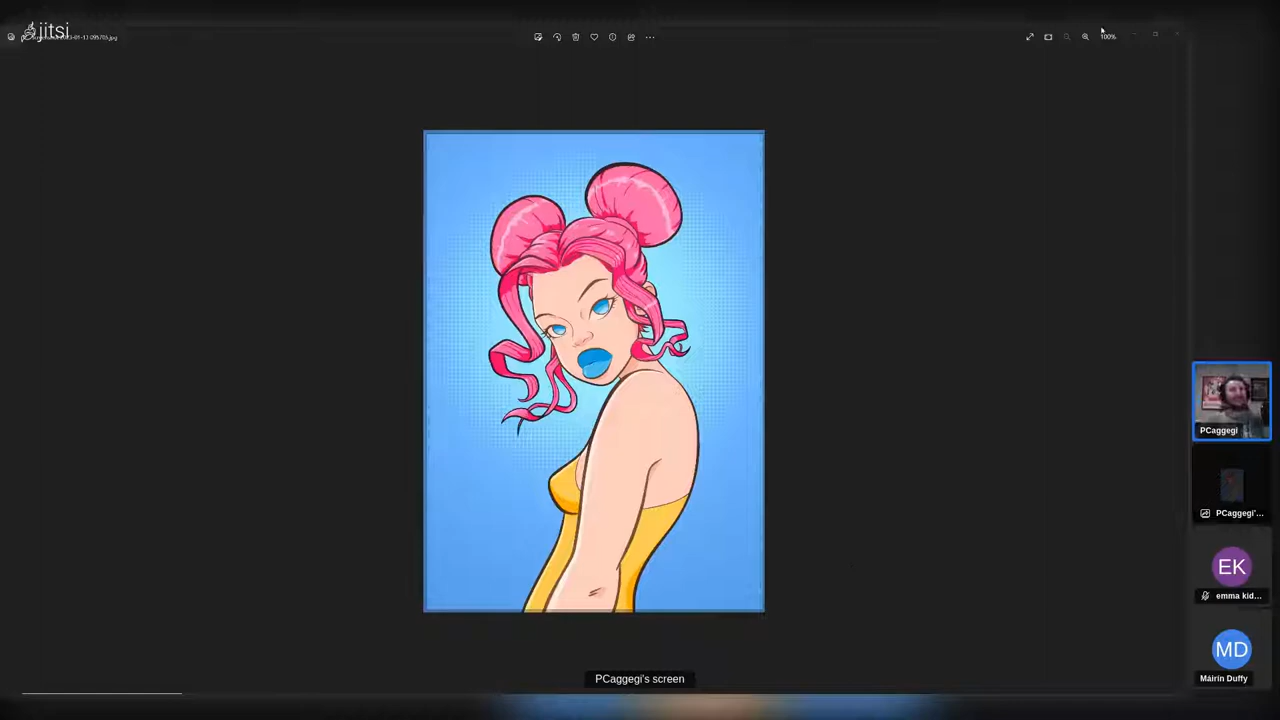 jitsi
100%
PCaggegi
PCaggegi'...
EK
emma kid...
MD
Máirín Duffy
PCaggegi's screen